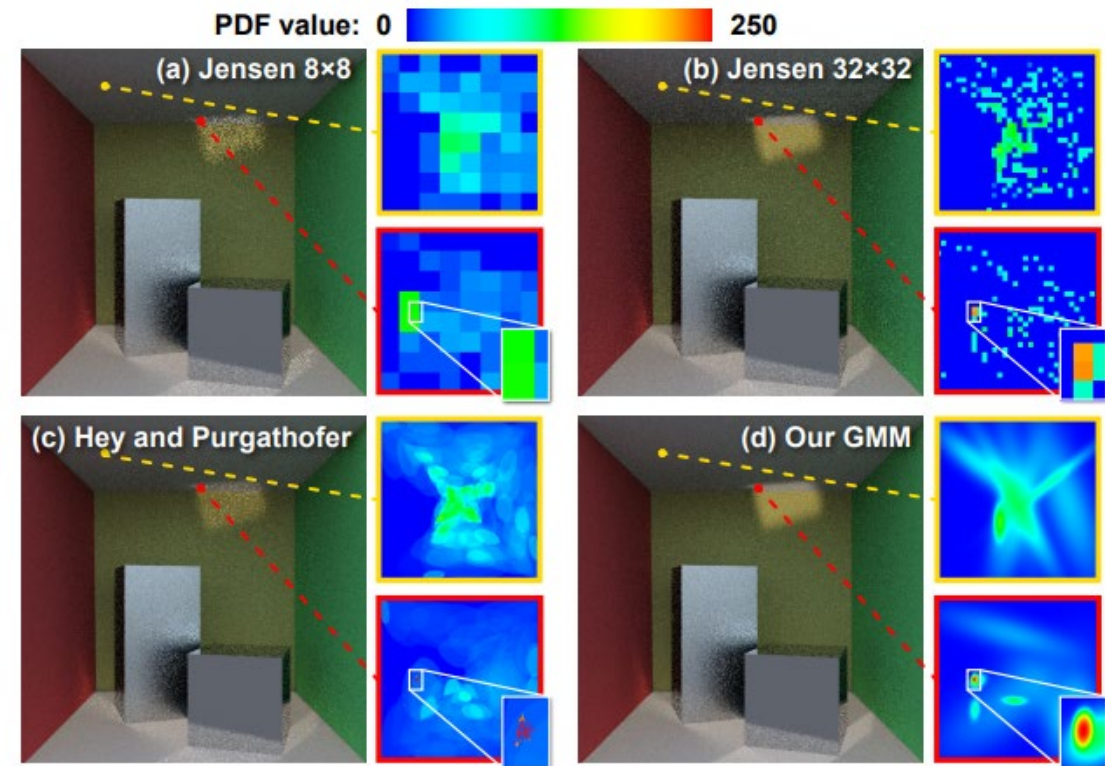 PDF value: 0 250
(a) Jensen 8×8
(b) Jensen 32×32
(c) Hey and Purgathofer
(d) Our GMM